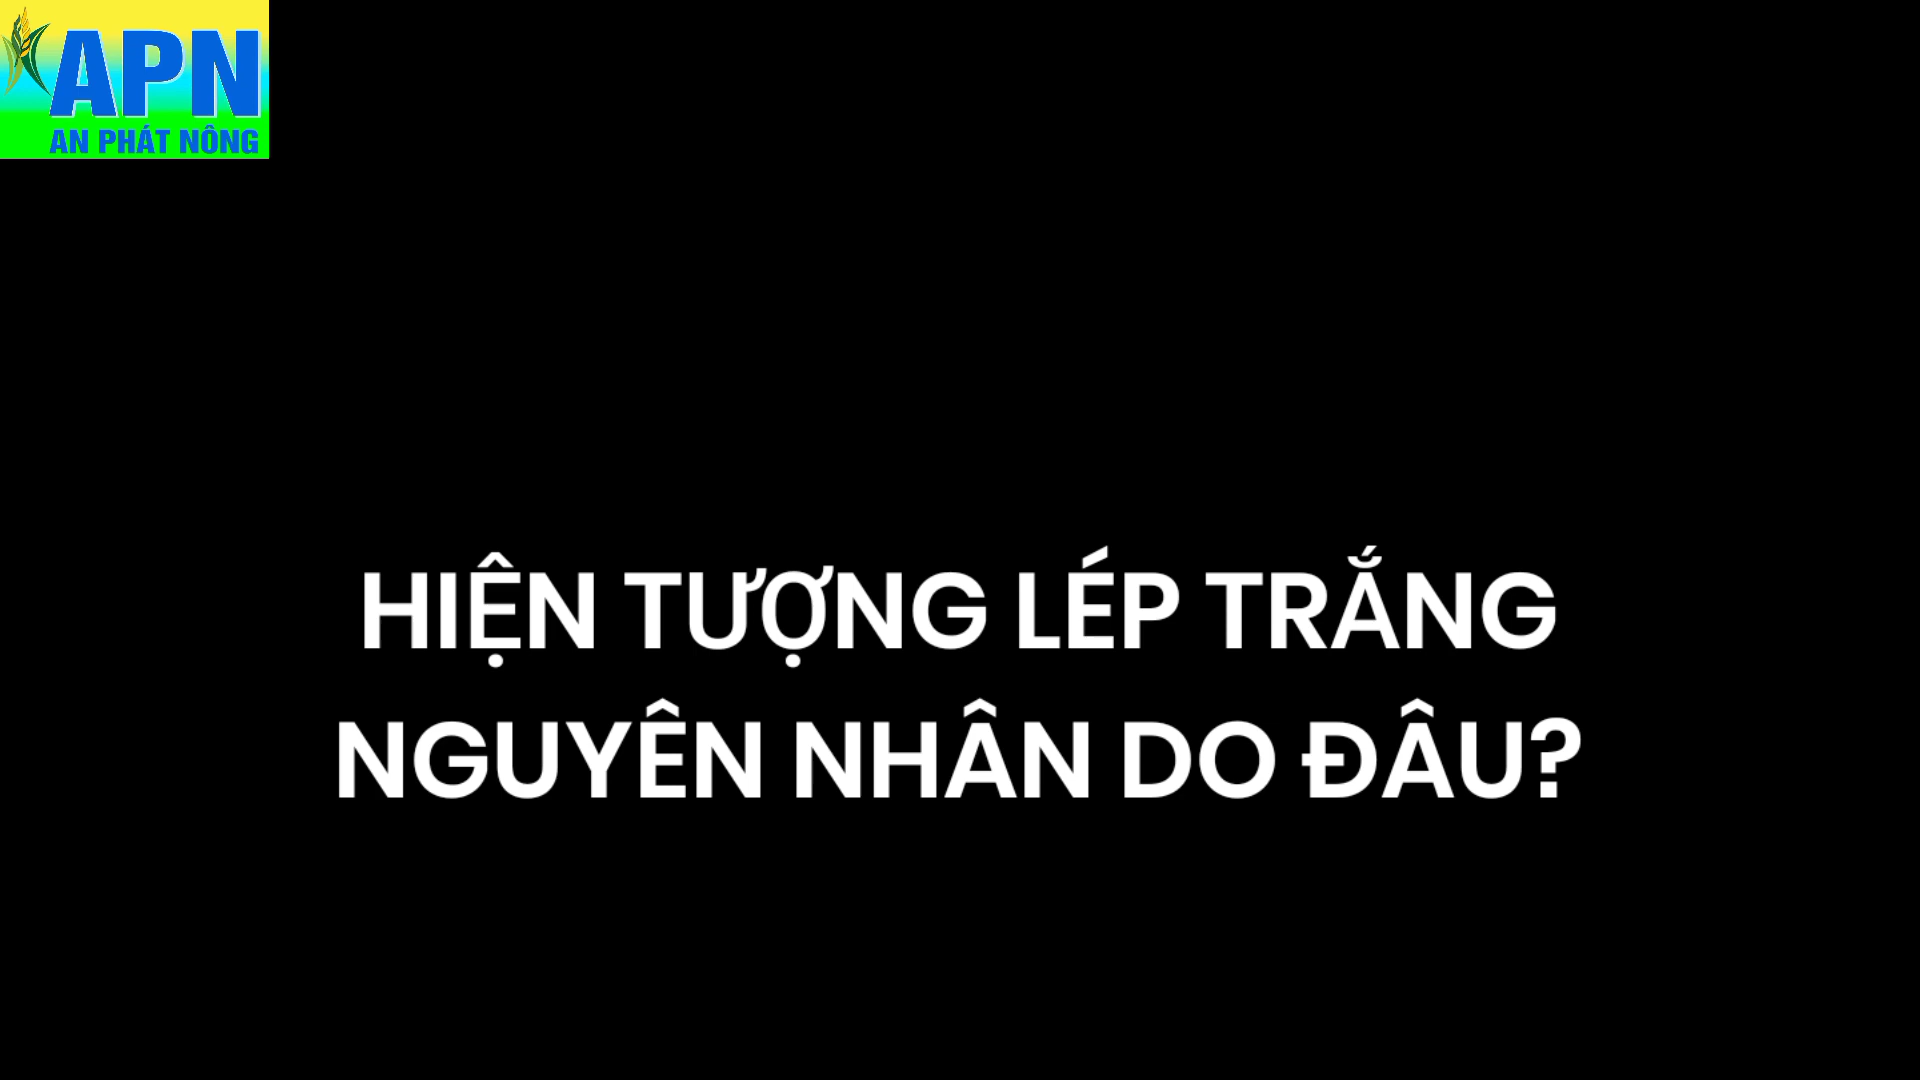 APN
AN PHÁT NÔNG
HIỆN TƯỢNG LÉP TRẮNG
NGUYÊN NHÂN DO ĐÂU?